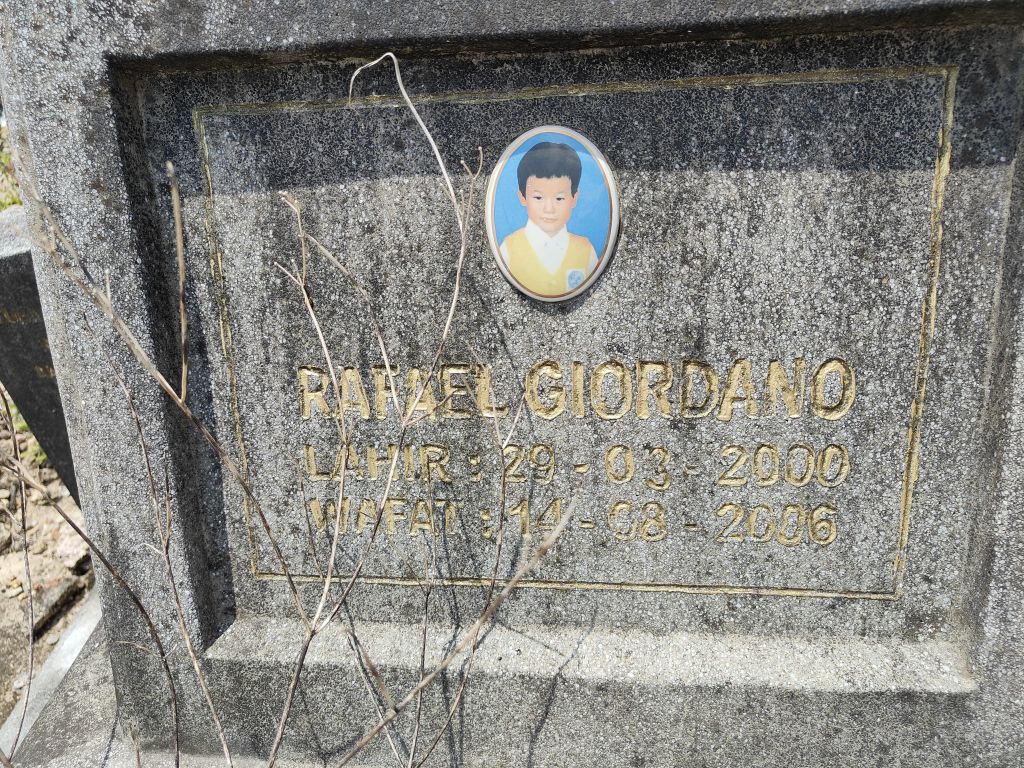 RAFAEL GIORDANO
LAHIR : 29 - 03 - 2000
WAFAT : 14 - 08 - 2006